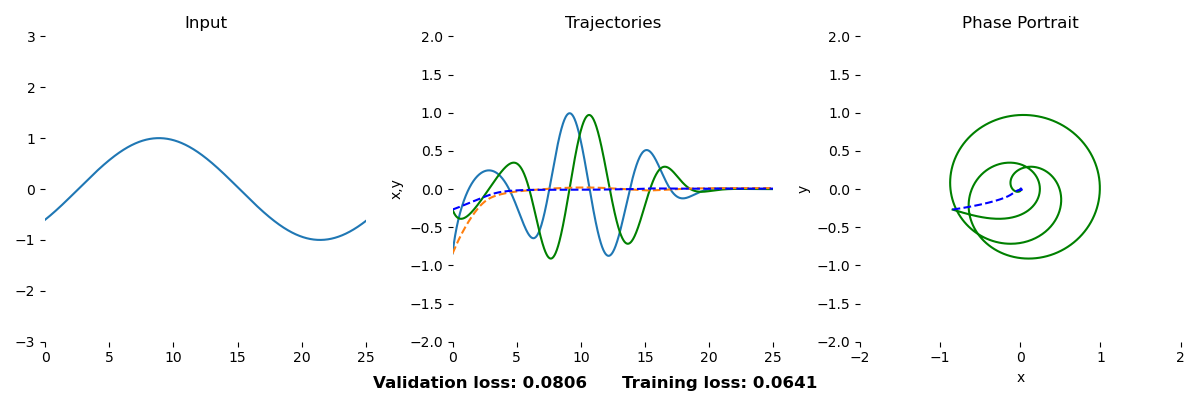 Input
3
2
1
0
−1
−2
−3
0 5 10 15 20 25
Trajectories
x,y
2.0
1.5
1.0
0.5
0.0
−0.5
−1.0
−1.5
−2.0
0 5 10 15 20 25
Phase Portrait
y
2.0
1.5
1.0
0.5
0.0
−0.5
−1.0
−1.5
−2.0
−2 −1 0 1 2
x
Validation loss: 0.0806 Training loss: 0.0641